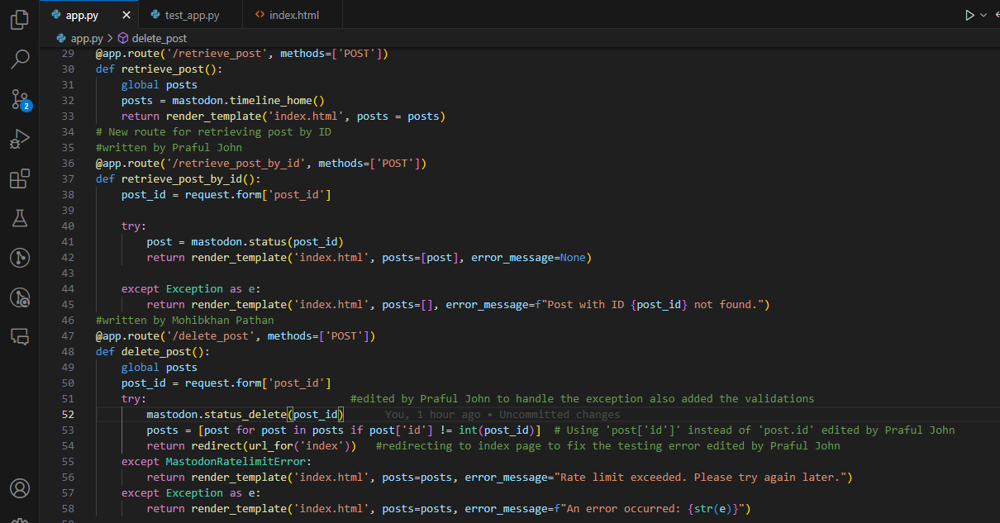 app.py
test_app.py
index.html
app.py > delete_post
29 @app.route('/retrieve_post', methods=['POST'])
30 def retrieve_post():
31     global posts
32     posts = mastodon.timeline_home()
33     return render_template('index.html', posts = posts)
34 # New route for retrieving post by ID
35 #written by Praful John
36 @app.route('/retrieve_post_by_id', methods=['POST'])
37 def retrieve_post_by_id():
38     post_id = request.form['post_id']
39
40     try:
41         post = mastodon.status(post_id)
42         return render_template('index.html', posts=[post], error_message=None)
43
44     except Exception as e:
45         return render_template('index.html', posts=[], error_message=f"Post with ID {post_id} not found.")
46 #written by Mohibkhan Pathan
47 @app.route('/delete_post', methods=['POST'])
48 def delete_post():
49     global posts
50     post_id = request.form['post_id']
2
51     try:                                #edited by Praful John to handle the exception also added the validations
52         mastodon.status_delete(post_id)     You, 1 hour ago • Uncommitted changes
53         posts = [post for post in posts if post['id'] != int(post_id)]  # Using 'post['id']' instead of 'post.id' edited by Praful John
54         return redirect(url_for('index'))   #redirecting to index page to fix the testing error edited by Praful John
55     except MastodonRatelimitError:
56         return render_template('index.html', posts=posts, error_message="Rate limit exceeded. Please try again later.")
57     except Exception as e:
58         return render_template('index.html', posts=posts, error_message=f"An error occurred: {str(e)}")